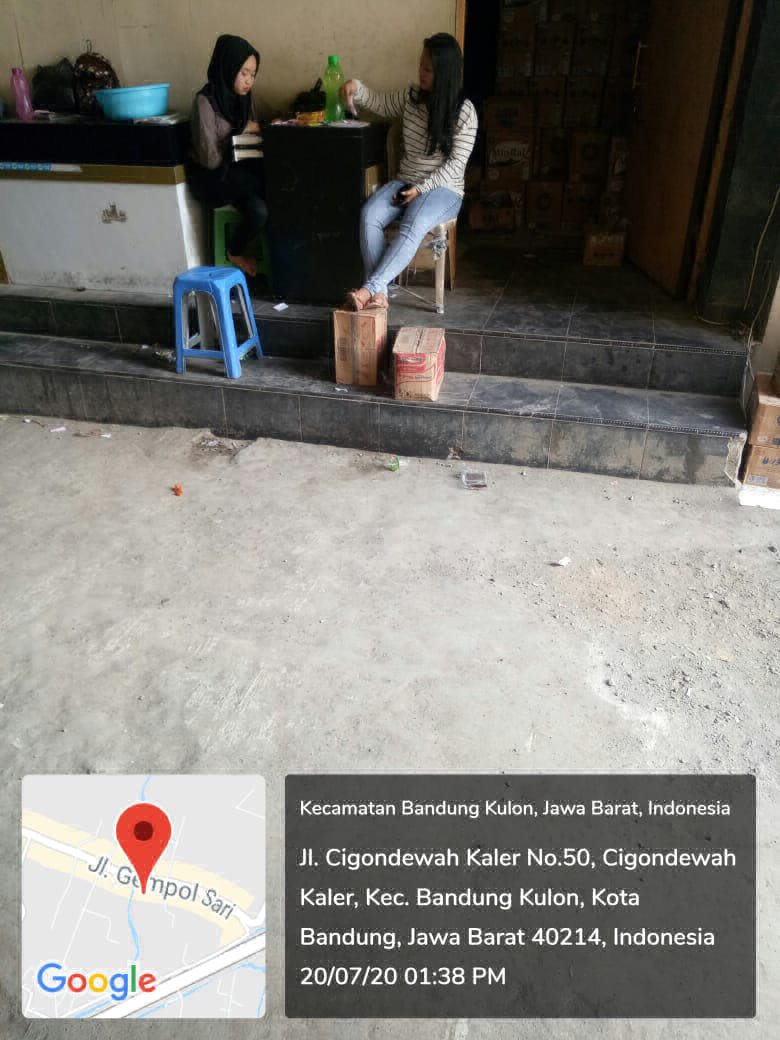 Jl. Gempol Sari
Google
Kecamatan Bandung Kulon, Jawa Barat, Indonesia
Jl. Cigondewah Kaler No.50, Cigondewah
Kaler, Kec. Bandung Kulon, Kota
Bandung, Jawa Barat 40214, Indonesia
20/07/20 01:38 PM